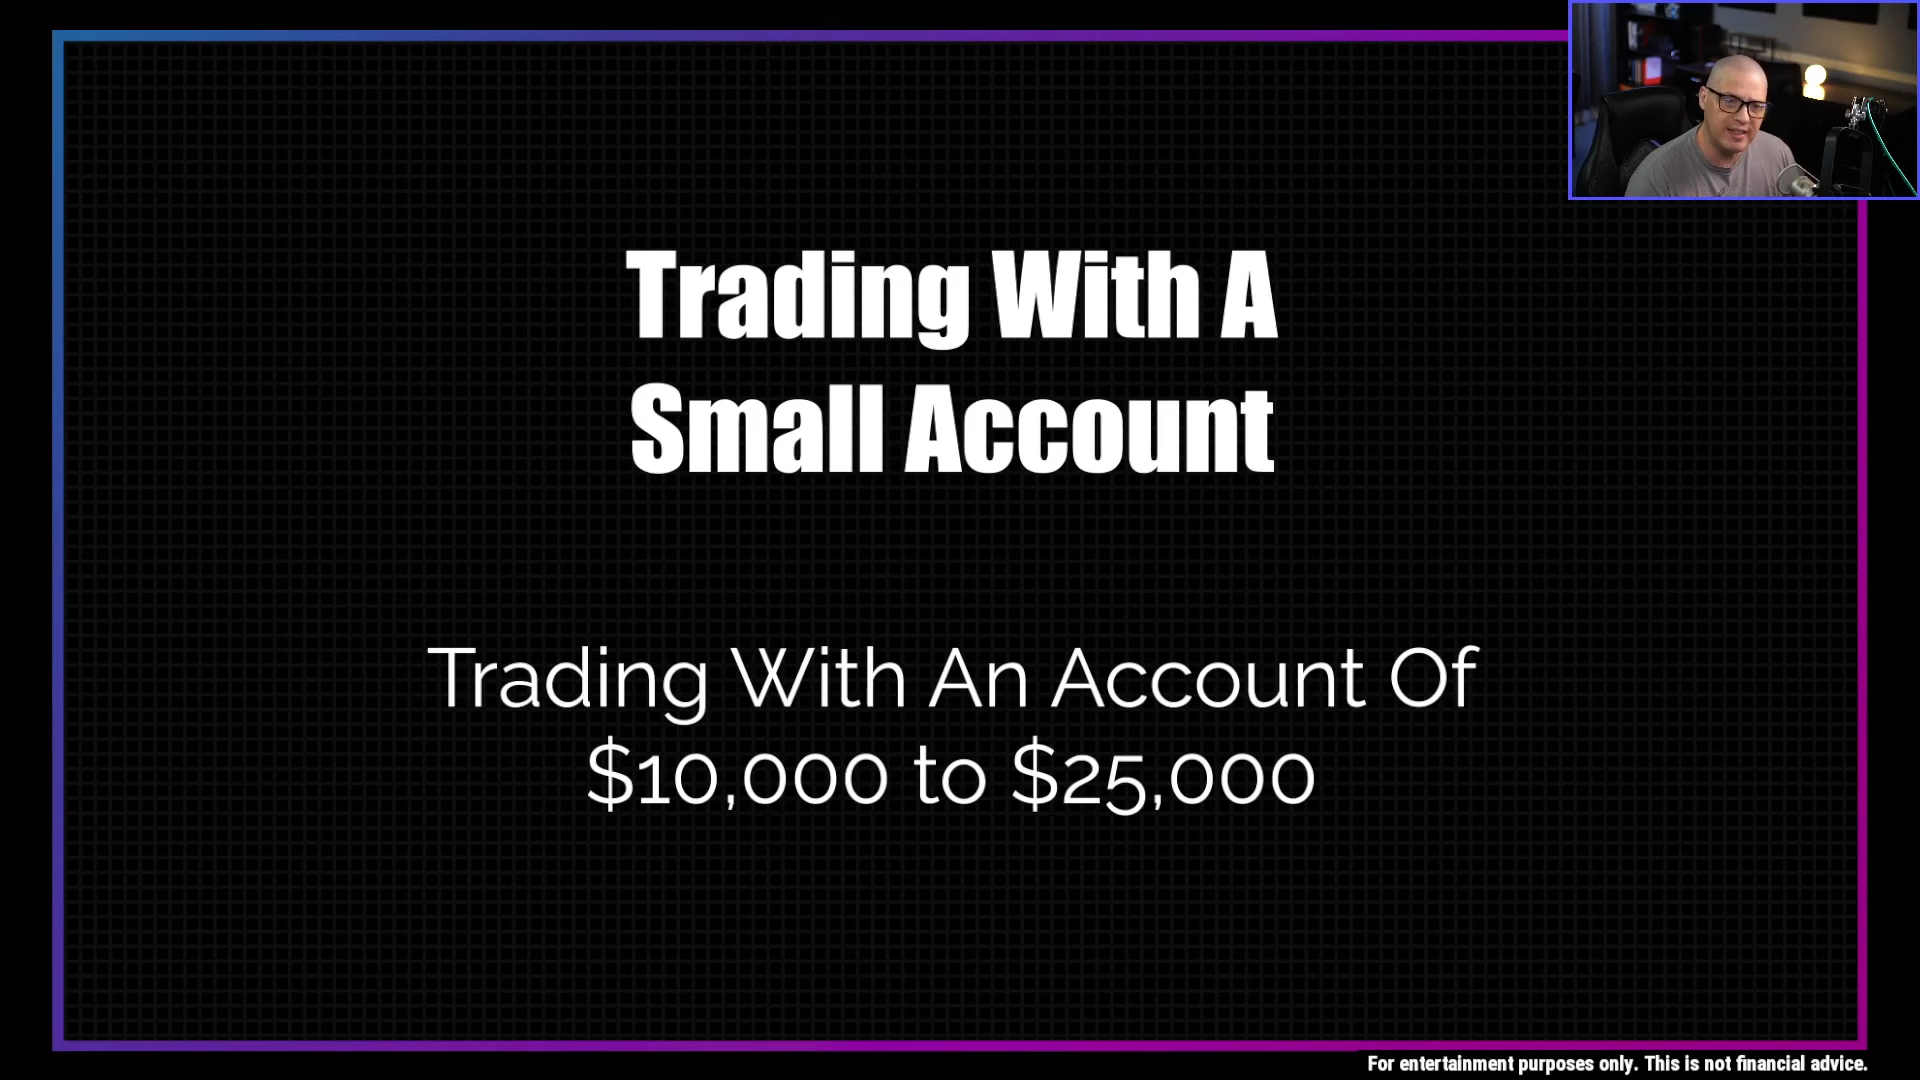 Trading With A
Small Account
Trading With An Account Of
$10,000 to $25,000
For entertainment purposes only. This is not financial advice.